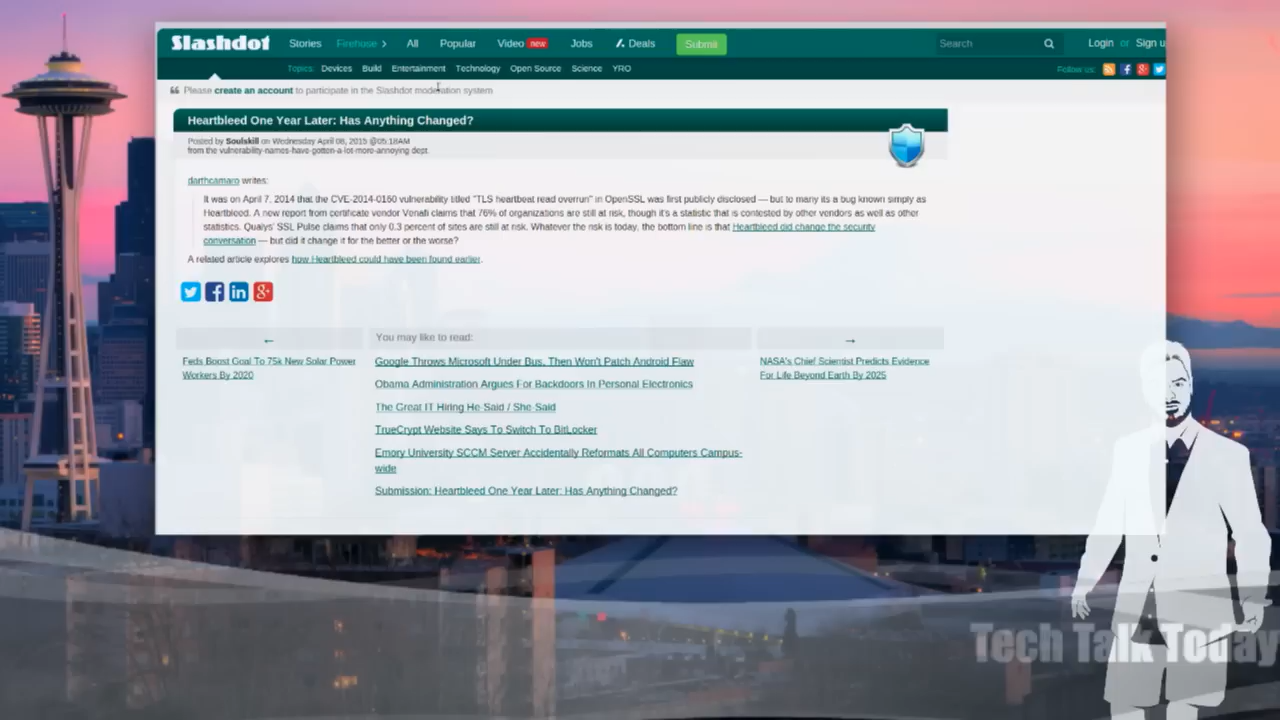 Slashdot Stories Firehose > All Popular Video new Jobs Deals Submit Search Login or Sign u
Topics: Devices Build Entertainment Technology Open Source Science YRO Follow us:
Please create an account to participate in the Slashdot moderation system
Heartbleed One Year Later: Has Anything Changed?
Posted by Soulskill on Wednesday April 08, 2015 @05:18AM
from the vulnerability-names-have-gotten-a-lot-more-annoying dept.
darthcamaro writes:
It was on April 7, 2014 that the CVE-2014-0160 vulnerability titled "TLS heartbeat read overrun" in OpenSSL was first publicly disclosed — but to many its a bug known simply as
Heartbleed. A new report from certificate vendor Venafi claims that 76% of organizations are still at risk, though it's a statistic that is contested by other vendors as well as other
statistics. Qualys' SSL Pulse claims that only 0.3 percent of sites are still at risk. Whatever the risk is today, the bottom line is that Heartbleed did change the security
conversation — but did it change it for the better or the worse?
A related article explores how Heartbleed could have been found earlier.
← You may like to read: →
Feds Boost Goal To 75k New Solar Power
Workers By 2020
Google Throws Microsoft Under Bus, Then Won't Patch Android Flaw
Obama Administration Argues For Backdoors In Personal Electronics
The Great IT Hiring He-Said / She-Said
TrueCrypt Website Says To Switch To BitLocker
Emory University SCCM Server Accidentally Reformats All Computers Campus-
wide
Submission: Heartbleed One Year Later: Has Anything Changed?
NASA's Chief Scientist Predicts Evidence
For Life Beyond Earth By 2025
Tech Talk Today